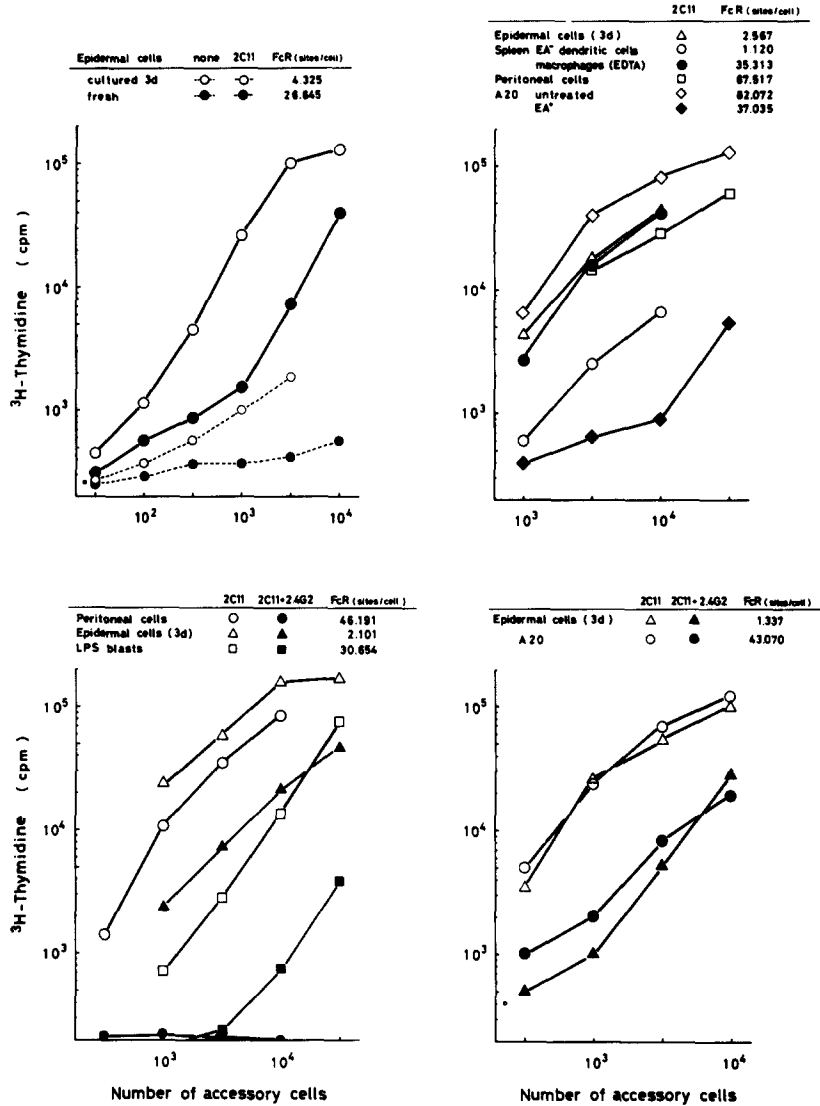 Epidermal cells none 2C11 FcR (sites/cell)
cultured 3d 4.325
fresh 26.645
10⁵
10⁴
10³
³H-Thymidine (cpm)
10² 10³ 10⁴
2C11 FcR (sites/cell)
Epidermal cells (3d) 2.567
Spleen EA⁻ dendritic cells 1.120
macrophages (EDTA) 35.313
Peritoneal cells 67.517
A20 untreated 62.072
EA⁺ 37.035
10⁵
10⁴
10³
10³ 10⁴
2C11 2C11+2.4G2 FcR (sites/cell)
Peritoneal cells 46.191
Epidermal cells (3d) 2.101
LPS blasts 30.654
10⁵
10⁴
10³
³H-Thymidine (cpm)
10³ 10⁴
Number of accessory cells
2C11 2C11+2.4G2 FcR (sites/cell)
Epidermal cells (3d) 1.337
A20 43.070
10⁵
10⁴
10³
10³ 10⁴
Number of accessory cells